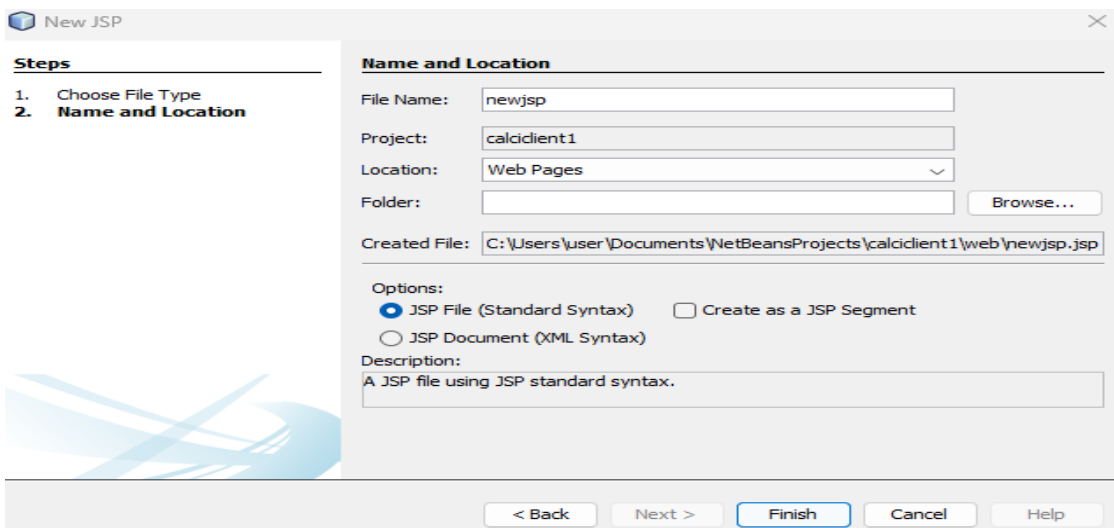 New JSP
Steps
1. Choose File Type
2. Name and Location
Name and Location
File Name: newjsp
Project: calciclient1
Location: Web Pages
Folder: Browse...
Created File: C:\Users\user\Documents\NetBeansProjects\calciclient1\web\newjsp.jsp
Options:
JSP File (Standard Syntax) Create as a JSP Segment
JSP Document (XML Syntax)
Description:
A JSP file using JSP standard syntax.
< Back Next > Finish Cancel Help